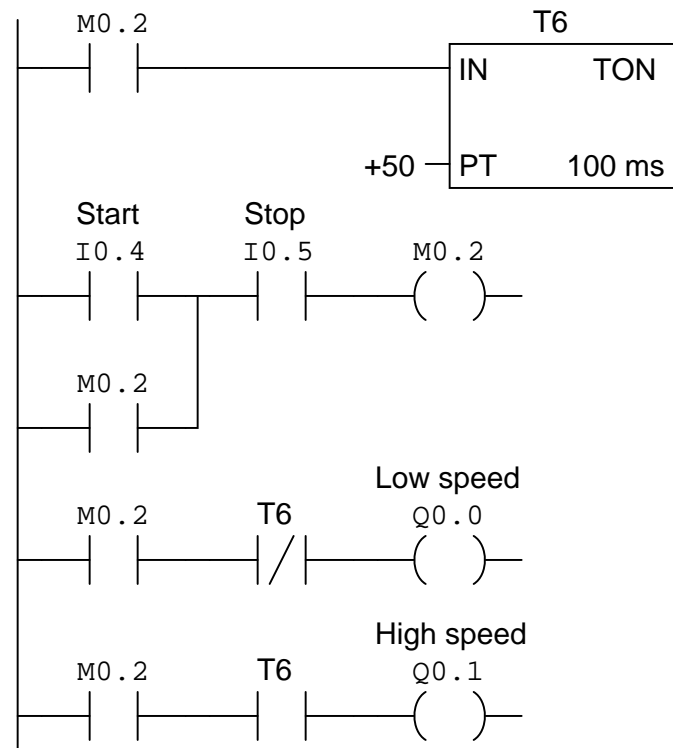 M0.2
T6
IN TON
+50 PT 100 ms
Start Stop
I0.4 I0.5 M0.2
M0.2
Low speed
M0.2 T6 Q0.0
High speed
M0.2 T6 Q0.1